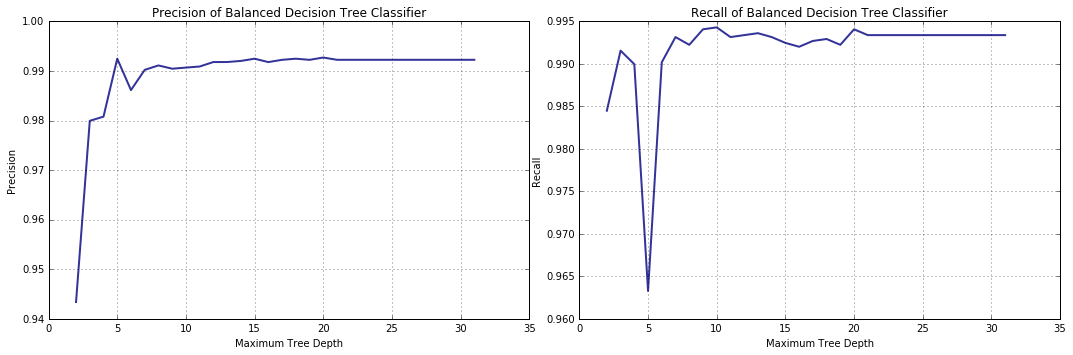 Precision of Balanced Decision Tree Classifier
1.00
0.99
0.98
0.97
0.96
0.95
0.94
Precision
0 5 10 15 20 25 30 35
Maximum Tree Depth
Recall of Balanced Decision Tree Classifier
0.995
0.990
0.985
0.980
0.975
0.970
0.965
0.960
Recall
0 5 10 15 20 25 30 35
Maximum Tree Depth